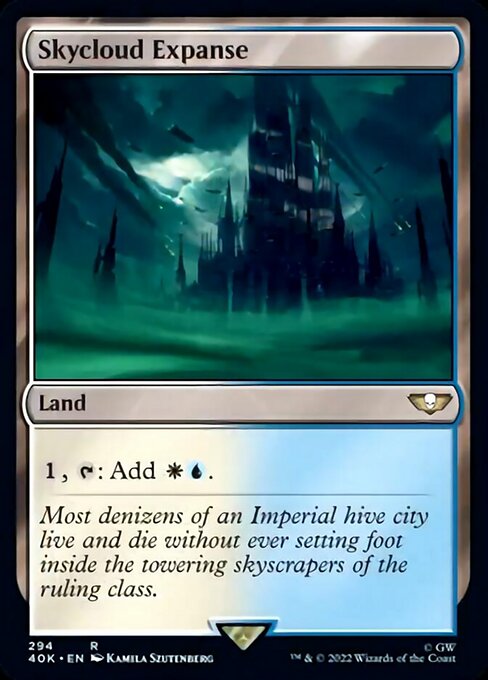 Skycloud Expanse
Land
1, : Add .
Most denizens of an Imperial hive city
live and die without ever setting foot
inside the towering skyscrapers of the
ruling class.
294 R
40K • EN Kamila Szutenberg
© GW
™ & © 2022 Wizards of the Coast